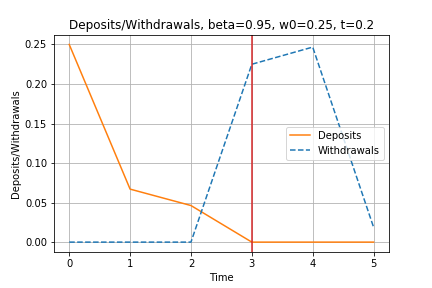 Deposits/Withdrawals, beta=0.95, w0=0.25, t=0.2
Deposits/Withdrawals
0.25
0.20
0.15
0.10
0.05
0.00
Deposits
Withdrawals
0 1 2 3 4 5
Time